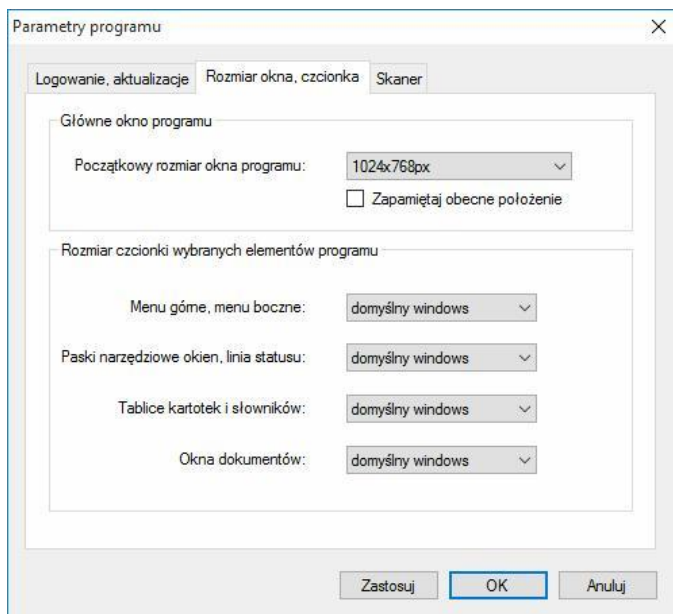 Parametry programu
Logowanie, aktualizacje Rozmiar okna, czcionka Skaner
Główne okno programu
Początkowy rozmiar okna programu: 1024x768px
Zapamiętaj obecne położenie
Rozmiar czcionki wybranych elementów programu
Menu górne, menu boczne: domyślny windows
Paski narzędziowe okien, linia statusu: domyślny windows
Tablice kartotek i słowników: domyślny windows
Okna dokumentów: domyślny windows
Zastosuj OK Anuluj